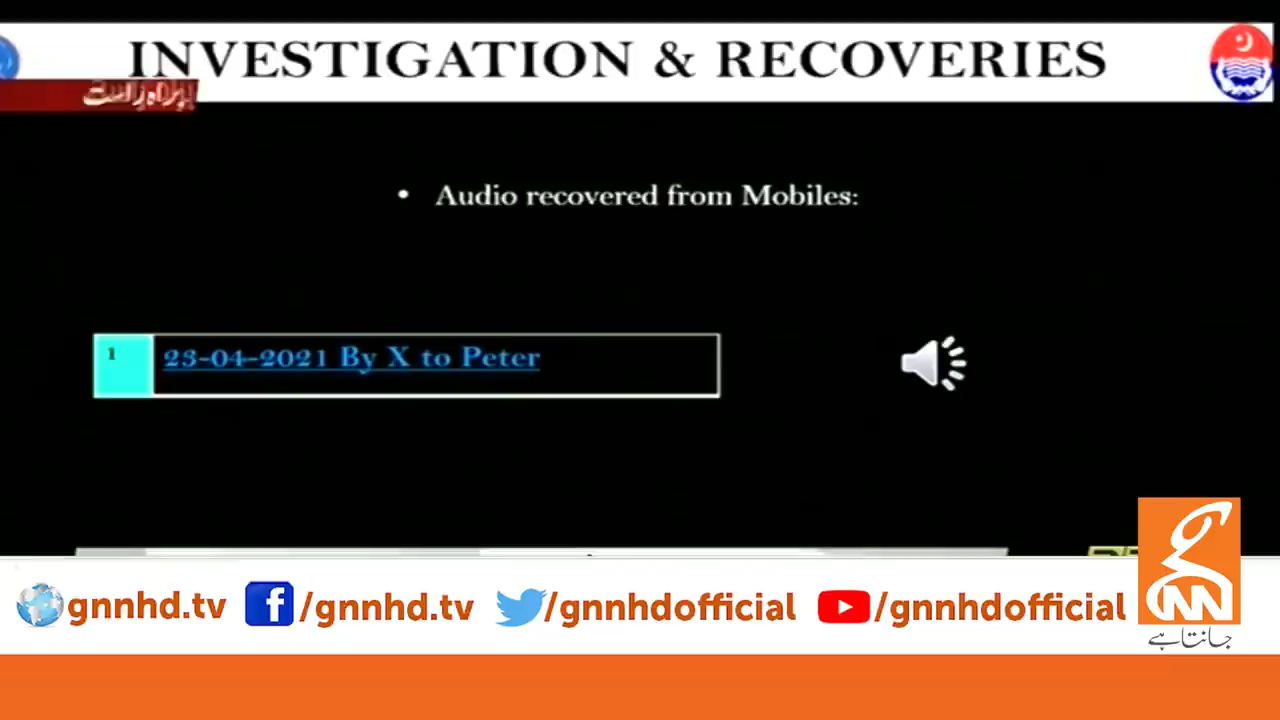 INVESTIGATION & RECOVERIES
براہ راست
• Audio recovered from Mobiles:
1
23-04-2021 By X to Peter
gnnhd.tv
f /gnnhd.tv
/gnnhdofficial
/gnnhdofficial
GNN
جانتا ہے